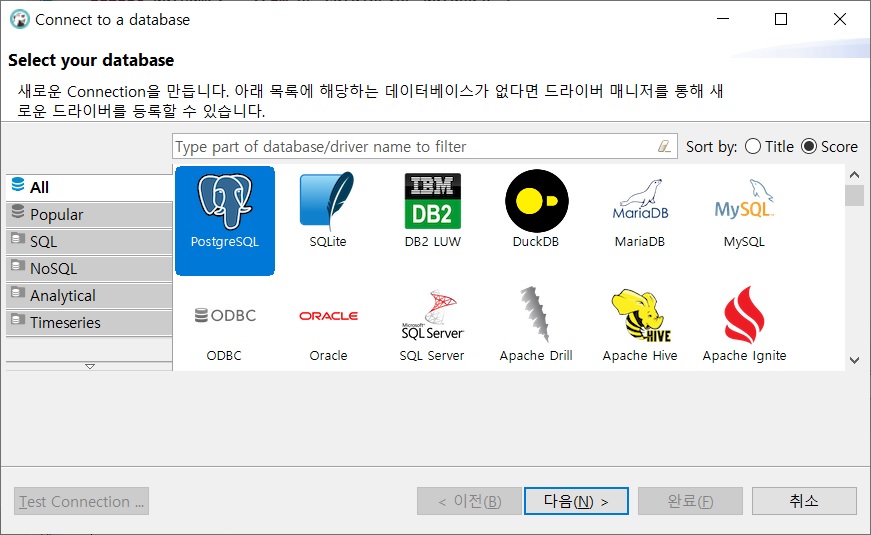 Connect to a database
Select your database
새로운 Connection을 만듭니다. 아래 목록에 해당하는 데이터베이스가 없다면 드라이버 매니저를 통해 새
로운 드라이버를 등록할 수 있습니다.
Type part of database/driver name to filter
Sort by: Title Score
All
Popular
SQL
NoSQL
Analytical
Timeseries
IBM
DB2
MariaDB
MySQL
PostgreSQL SQLite DB2 LUW DuckDB MariaDB MySQL
ODBC
ORACLE
Microsoft
SQL Server
HIVE
ODBC Oracle SQL Server Apache Drill Apache Hive Apache Ignite
Test Connection ... < 이전(B) 다음(N) > 완료(F) 취소